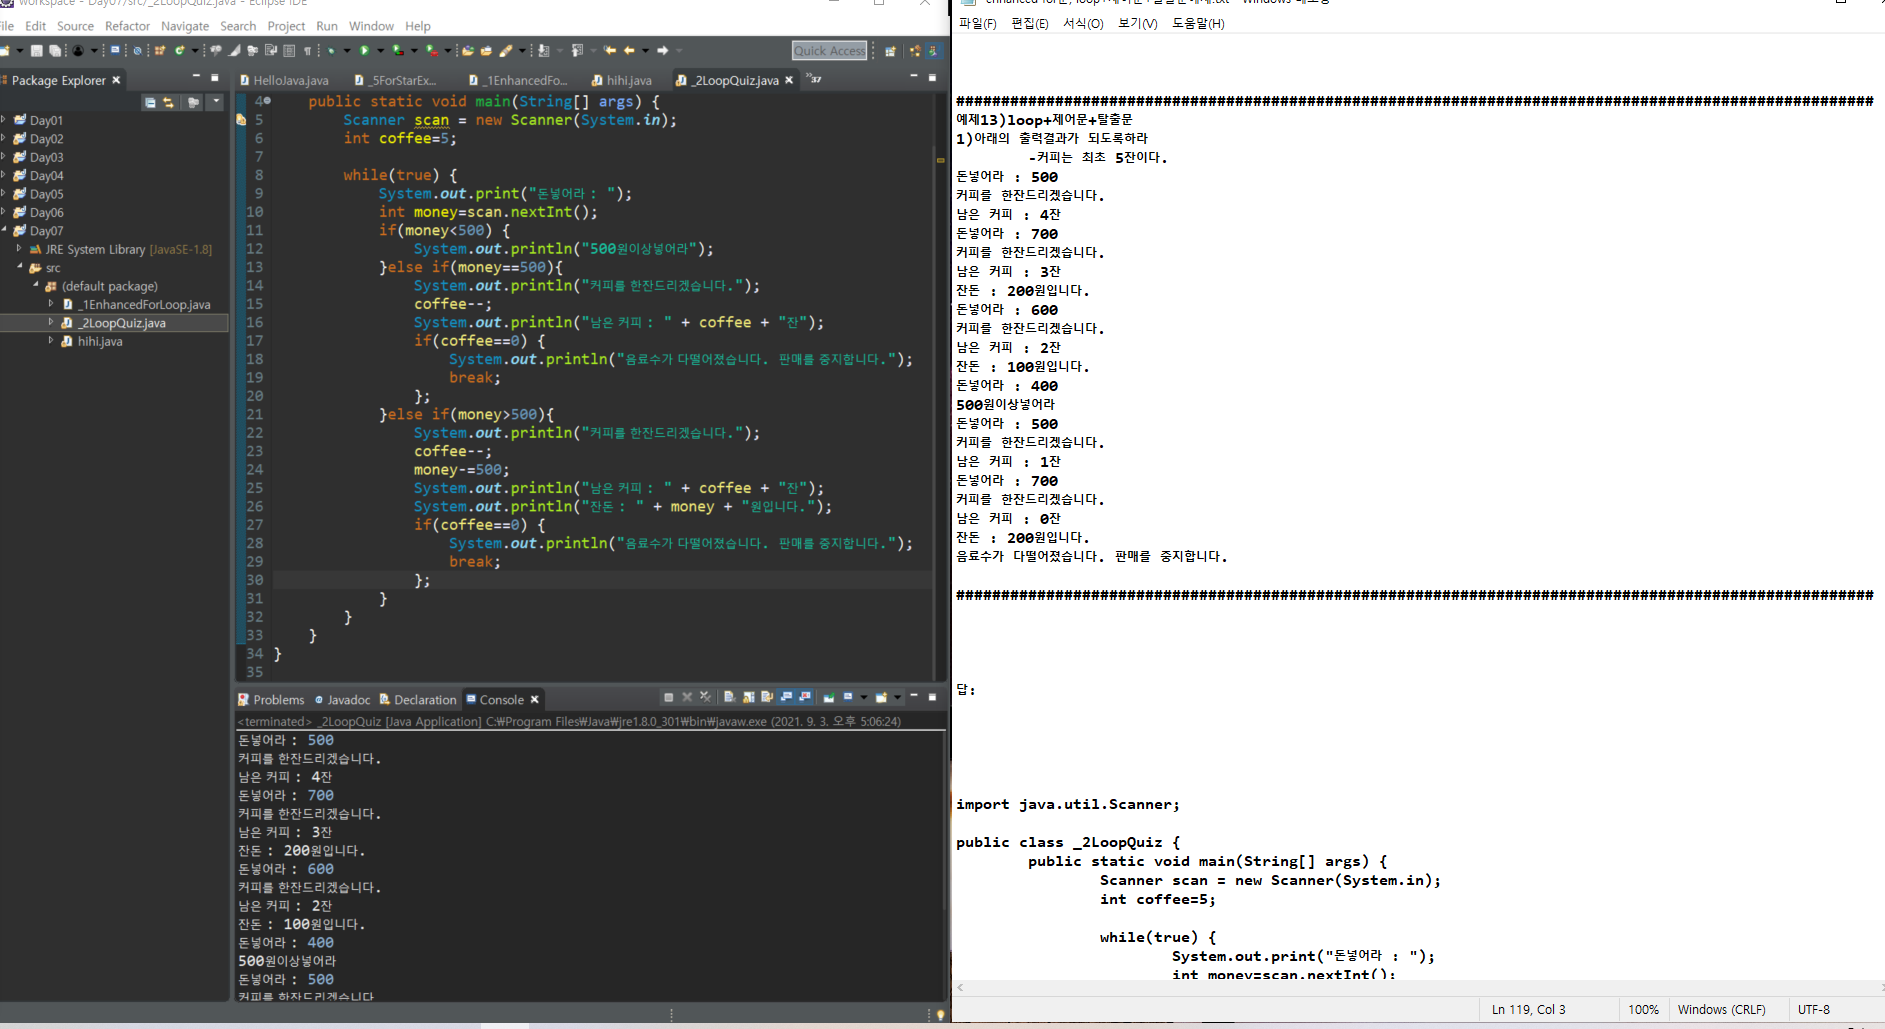 workspace - Day07/src/_2LoopQuiz.java - Eclipse IDE
File Edit Source Refactor Navigate Search Project Run Window Help
Quick Access
Package Explorer
Day01
Day02
Day03
Day04
Day05
Day06
Day07
JRE System Library [JavaSE-1.8]
src
(default package)
_1EnhancedForLoop.java
_2LoopQuiz.java
hihi.java
HelloJava.java _5ForStarEx... _1EnhancedFo... hihi.java _2LoopQuiz.java »37
4 public static void main(String[] args) {
5 Scanner scan = new Scanner(System.in);
6 int coffee=5;
7
8 while(true) {
9 System.out.print("돈넣어라 : ");
10 int money=scan.nextInt();
11 if(money<500) {
12 System.out.println("500원이상넣어라");
13 }else if(money==500){
14 System.out.println("커피를 한잔드리겠습니다.");
15 coffee--;
16 System.out.println("남은 커피 : " + coffee + "잔");
17 if(coffee==0) {
18 System.out.println("음료수가 다떨어졌습니다. 판매를 중지합니다.");
19 break;
20 };
21 }else if(money>500){
22 System.out.println("커피를 한잔드리겠습니다.");
23 coffee--;
24 money-=500;
25 System.out.println("남은 커피 : " + coffee + "잔");
26 System.out.println("잔돈 : " + money + "원입니다.");
27 if(coffee==0) {
28 System.out.println("음료수가 다떨어졌습니다. 판매를 중지합니다.");
29 break;
30 };
31 }
32 }
33 }
34 }
35
Problems Javadoc Declaration Console
<terminated> _2LoopQuiz [Java Application] C:₩Program Files₩Java₩jre1.8.0_301₩bin₩javaw.exe (2021. 9. 3. 오후 5:06:24)
돈넣어라 : 500
커피를 한잔드리겠습니다.
남은 커피 : 4잔
돈넣어라 : 700
커피를 한잔드리겠습니다.
남은 커피 : 3잔
잔돈 : 200원입니다.
돈넣어라 : 600
커피를 한잔드리겠습니다.
남은 커피 : 2잔
잔돈 : 100원입니다.
돈넣어라 : 400
500원이상넣어라
돈넣어라 : 500
커피를 한잔드리겠습니다
파일(F) 편집(E) 서식(O) 보기(V) 도움말(H)
######################################################################################################
예제13)loop+제어문+탈출문
1)아래의 출력결과가 되도록하라
-커피는 최초 5잔이다.
돈넣어라 : 500
커피를 한잔드리겠습니다.
남은 커피 : 4잔
돈넣어라 : 700
커피를 한잔드리겠습니다.
남은 커피 : 3잔
잔돈 : 200원입니다.
돈넣어라 : 600
커피를 한잔드리겠습니다.
남은 커피 : 2잔
잔돈 : 100원입니다.
돈넣어라 : 400
500원이상넣어라
돈넣어라 : 500
커피를 한잔드리겠습니다.
남은 커피 : 1잔
돈넣어라 : 700
커피를 한잔드리겠습니다.
남은 커피 : 0잔
잔돈 : 200원입니다.
음료수가 다떨어졌습니다. 판매를 중지합니다.
######################################################################################################
답:
import java.util.Scanner;
public class _2LoopQuiz {
public static void main(String[] args) {
Scanner scan = new Scanner(System.in);
int coffee=5;
while(true) {
System.out.print("돈넣어라 : ");
int money=scan.nextInt();
Ln 119, Col 3 100% Windows (CRLF) UTF-8